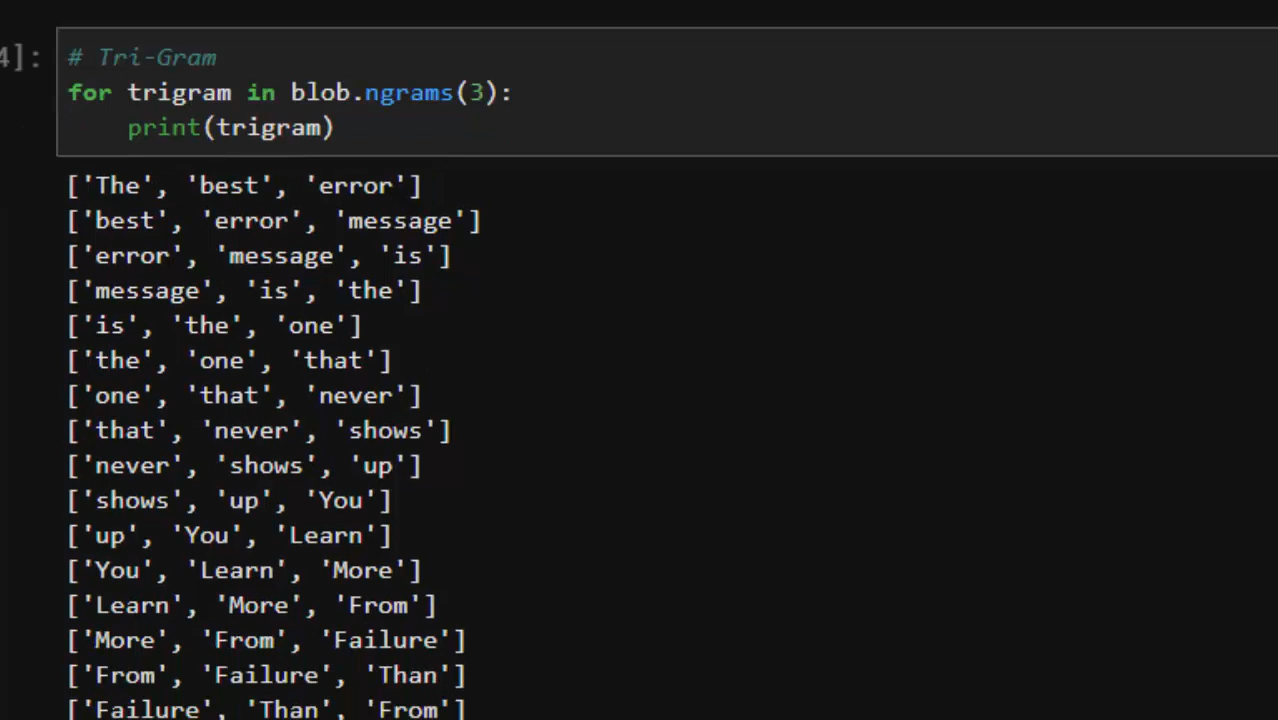 4]:
# Tri-Gram
for trigram in blob.ngrams(3):
    print(trigram)
['The', 'best', 'error']
['best', 'error', 'message']
['error', 'message', 'is']
['message', 'is', 'the']
['is', 'the', 'one']
['the', 'one', 'that']
['one', 'that', 'never']
['that', 'never', 'shows']
['never', 'shows', 'up']
['shows', 'up', 'You']
['up', 'You', 'Learn']
['You', 'Learn', 'More']
['Learn', 'More', 'From']
['More', 'From', 'Failure']
['From', 'Failure', 'Than']
['Failure', 'Than', 'From']